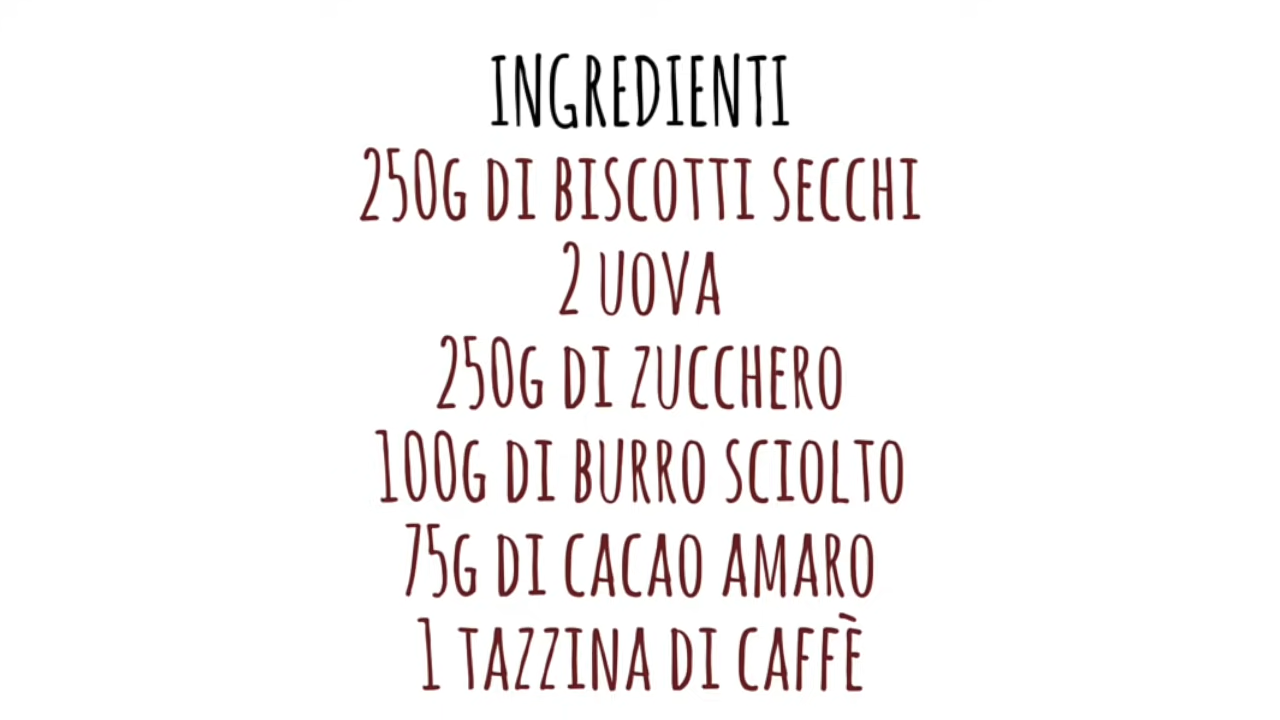 INGREDIENTI
250G DI BISCOTTI SECCHI
2 UOVA
250G DI ZUCCHERO
100G DI BURRO SCIOLTO
75G DI CACAO AMARO
1 TAZZINA DI CAFFÈ